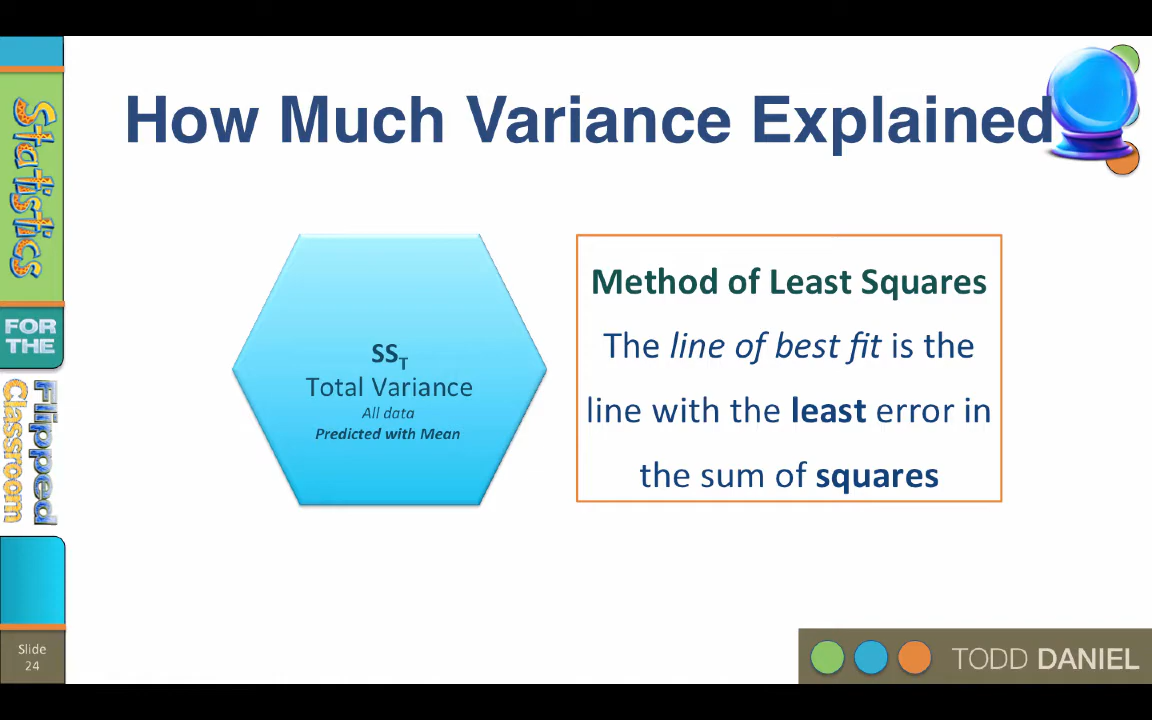 Statistics
FOR
THE
Flipped
Classroom
Slide
24
How Much Variance Explained
SST
Total Variance
All data
Predicted with Mean
Method of Least Squares
The line of best fit is the
line with the least error in
the sum of squares
TODD DANIEL